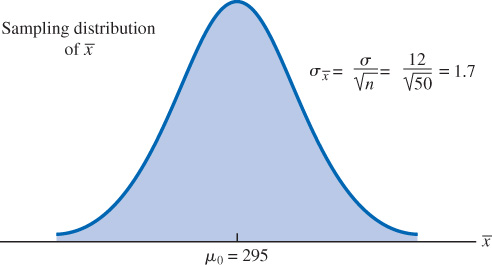 Sampling distribution
of x̅
σx̅ = σ/√n = 12/√50 = 1.7
x̅
μ₀ = 295